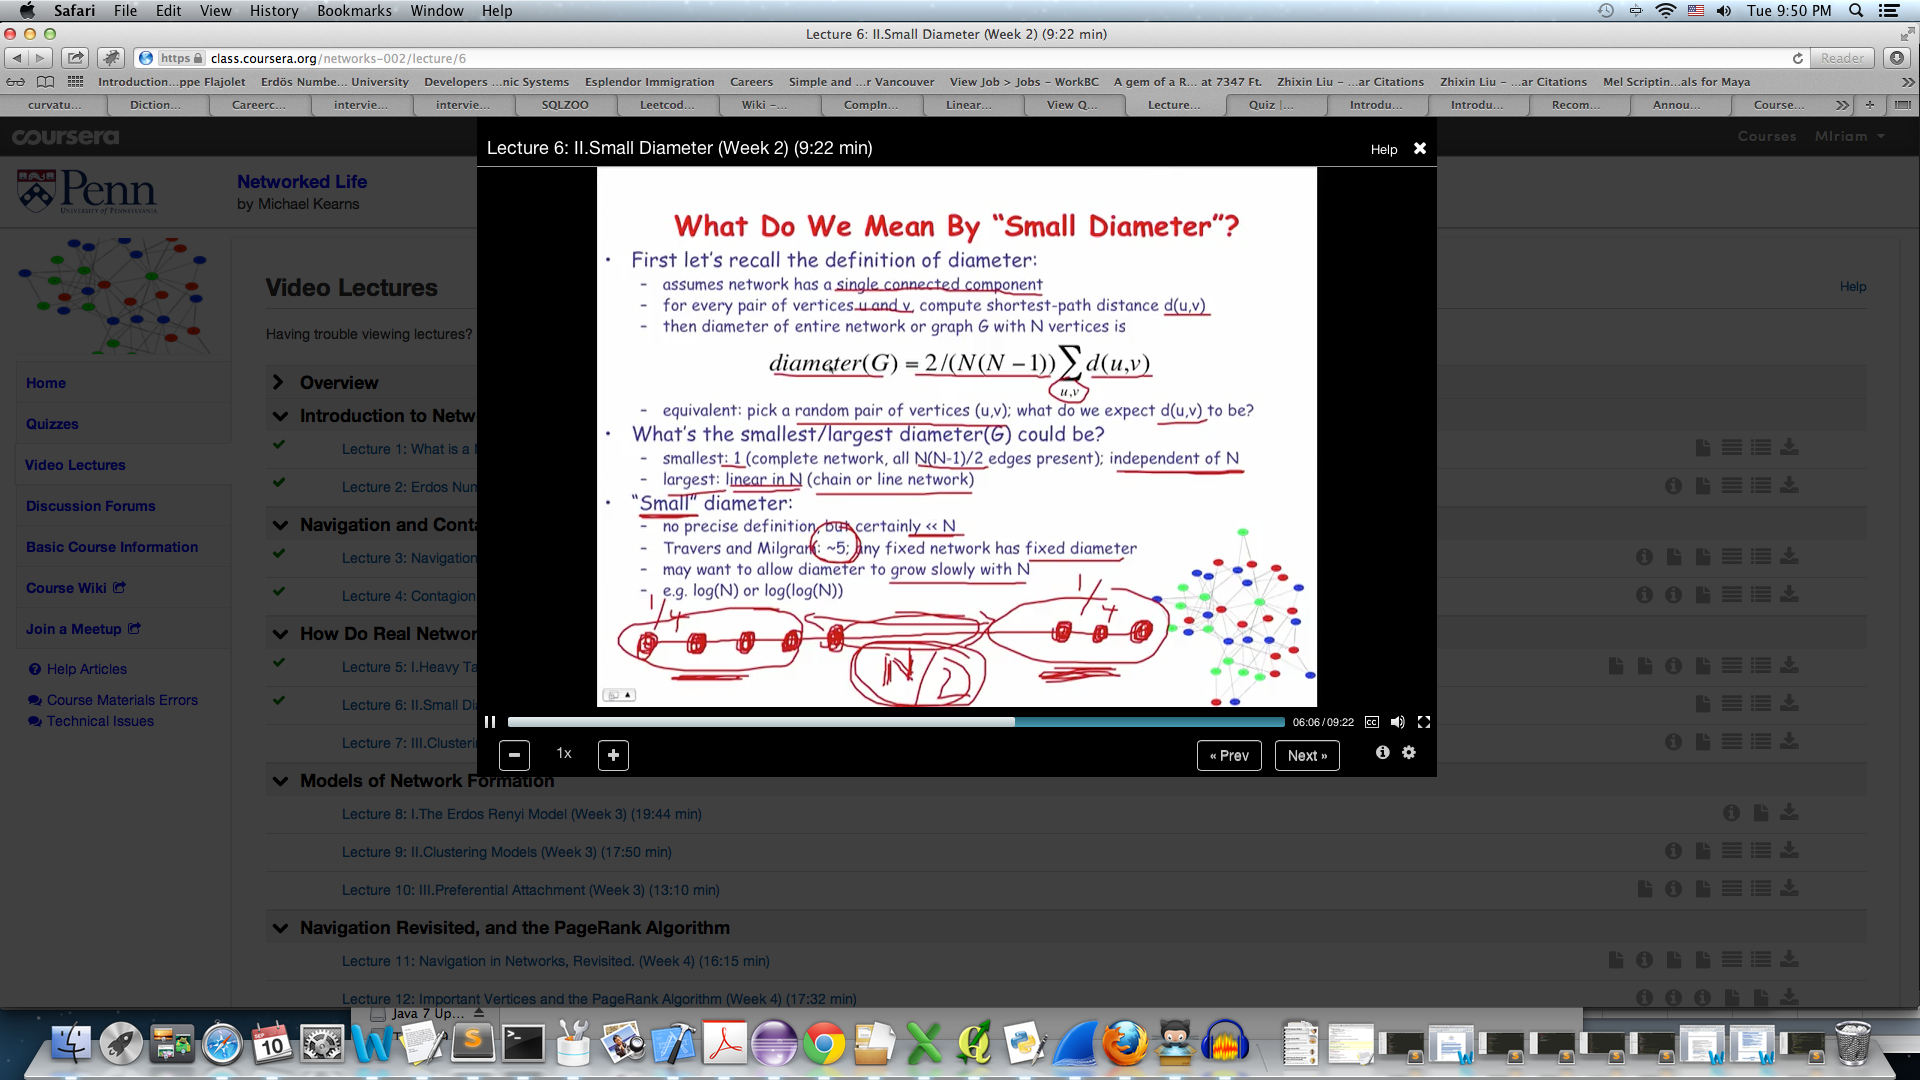 Safari File Edit View History Bookmarks Window Help Tue 9:50 PM
Lecture 6: II.Small Diameter (Week 2) (9:22 min)
https class.coursera.org/networks-002/lecture/6 Reader
Introduction...ppe Flajolet Erdös Numbe... University Developers ...nic Systems Esplendor Immigration Careers Simple and ...r Vancouver View Job > Jobs - WorkBC A gem of a R... at 7347 Ft. Zhixin Liu - ...ar Citations Zhixin Liu - ...ar Citations Mel Scriptin...als for Maya
curvatu... Diction... Careerc... intervie... intervie... SQLZOO Leetcod... Wiki -... CompIn... Linear... View Q... Lecture... Quiz |... Introdu... Introdu... Recom... Annou... Course...
coursera Courses MIriam
Lecture 6: II.Small Diameter (Week 2) (9:22 min) Help
Penn
UNIVERSITY OF PENNSYLVANIA
Networked Life
by Michael Kearns
Home
Quizzes
Video Lectures
Discussion Forums
Basic Course Information
Course Wiki
Join a Meetup
Help Articles
Course Materials Errors
Technical Issues
Video Lectures
Help
Having trouble viewing lectures?
Overview
Introduction to Netw
Lecture 1: What is a
Lecture 2: Erdos Num
Navigation and Conta
Lecture 3: Navigation
Lecture 4: Contagion
How Do Real Networ
Lecture 5: I.Heavy Ta
Lecture 6: II.Small Di
Lecture 7: III.Clusterin
Models of Network Formation
Lecture 8: I.The Erdos Renyi Model (Week 3) (19:44 min)
Lecture 9: II.Clustering Models (Week 3) (17:50 min)
Lecture 10: III.Preferential Attachment (Week 3) (13:10 min)
Navigation Revisited, and the PageRank Algorithm
Lecture 11: Navigation in Networks, Revisited. (Week 4) (16:15 min)
Lecture 12: Important Vertices and the PageRank Algorithm (Week 4) (17:32 min)
What Do We Mean By “Small Diameter”?
• First let’s recall the definition of diameter:
- assumes network has a single connected component
- for every pair of vertices u and v, compute shortest-path distance d(u,v)
- then diameter of entire network or graph G with N vertices is
diameter(G) = 2/(N(N −1))∑ d(u,v)
u,v
- equivalent: pick a random pair of vertices (u,v); what do we expect d(u,v) to be?
• What’s the smallest/largest diameter(G) could be?
- smallest: 1 (complete network, all N(N-1)/2 edges present); independent of N
- largest: linear in N (chain or line network)
• “Small” diameter:
- no precise definition, but certainly << N
- Travers and Milgram: ~5; any fixed network has fixed diameter
- may want to allow diameter to grow slowly with N
- e.g. log(N) or log(log(N))
1/4 1/4
N/2
06:06 / 09:22 CC
1x « Prev Next »
Java 7 Up...
SEP
10